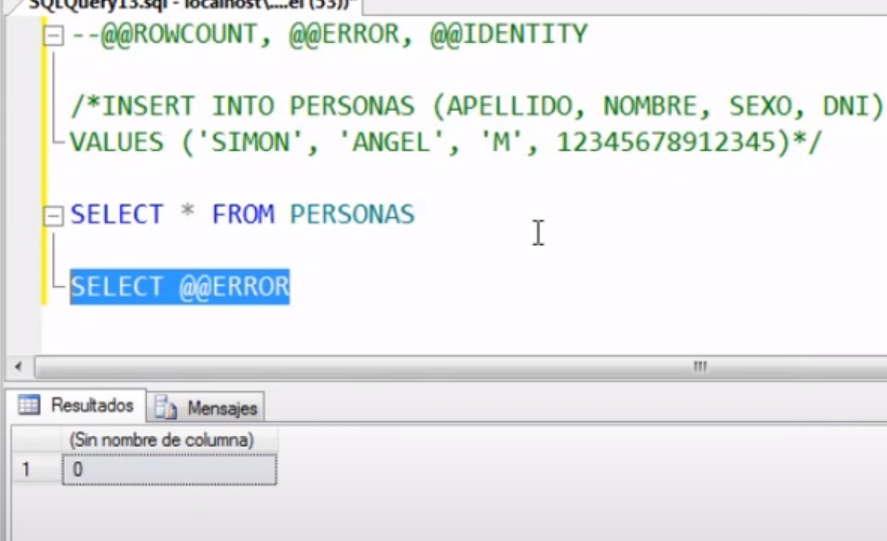 SQLQuery13.sql - localhost\....el (53))*
--@@ROWCOUNT, @@ERROR, @@IDENTITY
/*INSERT INTO PERSONAS (APELLIDO, NOMBRE, SEXO, DNI)
VALUES ('SIMON', 'ANGEL', 'M', 12345678912345)*/
SELECT * FROM PERSONAS
SELECT @@ERROR
Resultados Mensajes
(Sin nombre de columna)
1 0